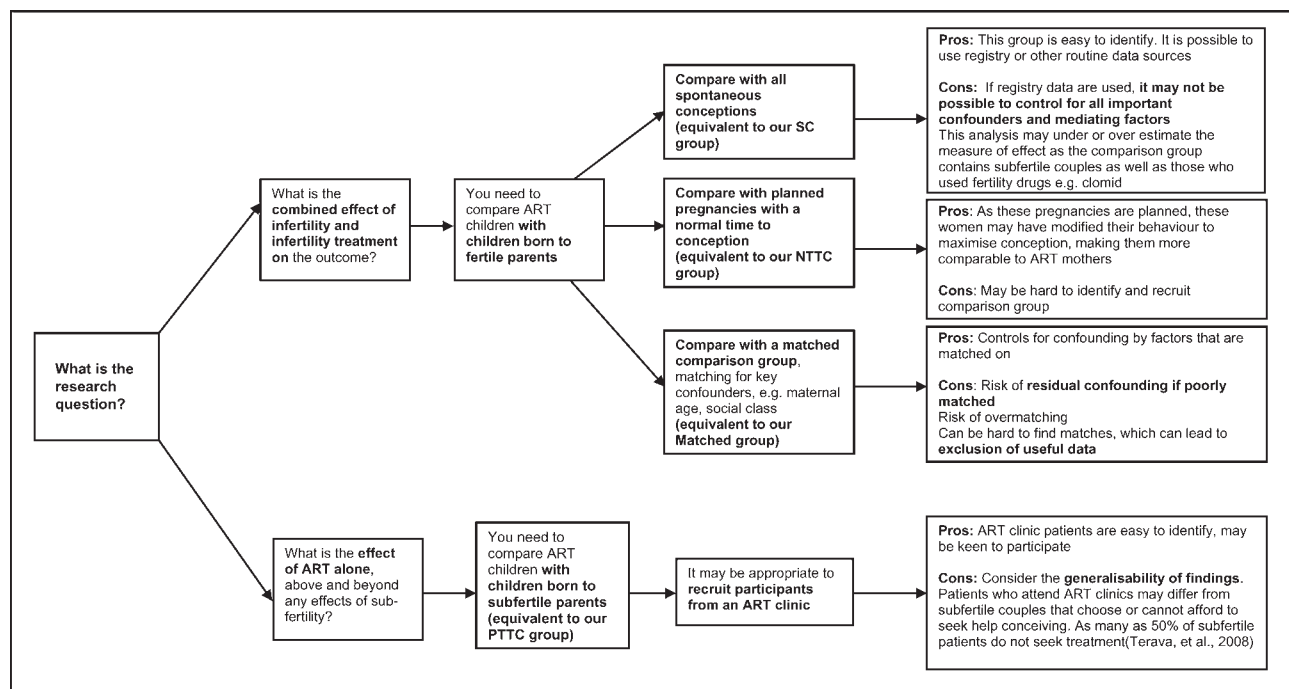 What is the
research
question?
What is the
combined effect of
infertility and
infertility treatment
on the outcome?
You need to
compare ART
children with
children born to
fertile parents
Compare with all
spontaneous
conceptions
(equivalent to our SC
group)
Pros: This group is easy to identify. It is possible to
use registry or other routine data sources
Cons: If registry data are used, it may not be
possible to control for all important
confounders and mediating factors
This analysis may under or over estimate the
measure of effect as the comparison group
contains subfertile couples as well as those who
used fertility drugs e.g. clomid
Compare with planned
pregnancies with a
normal time to
conception
(equivalent to our NTTC
group)
Pros: As these pregnancies are planned, these
women may have modified their behaviour to
maximise conception, making them more
comparable to ART mothers
Cons: May be hard to identify and recruit
comparison group
Compare with a matched
comparison group,
matching for key
confounders, e.g. maternal
age, social class
(equivalent to our
Matched group)
Pros: Controls for confounding by factors that are
matched on
Cons: Risk of residual confounding if poorly
matched
Risk of overmatching
Can be hard to find matches, which can lead to
exclusion of useful data
What is the effect
of ART alone,
above and beyond
any effects of sub-
fertility?
You need to
compare ART
children with
children born to
subfertile parents
(equivalent to our
PTTC group)
It may be appropriate to
recruit participants
from an ART clinic
Pros: ART clinic patients are easy to identify, may
be keen to participate
Cons: Consider the generalisability of findings.
Patients who attend ART clinics may differ from
subfertile couples that choose or cannot afford to
seek help conceiving. As many as 50% of subfertile
patients do not seek treatment(Terava, et al., 2008)